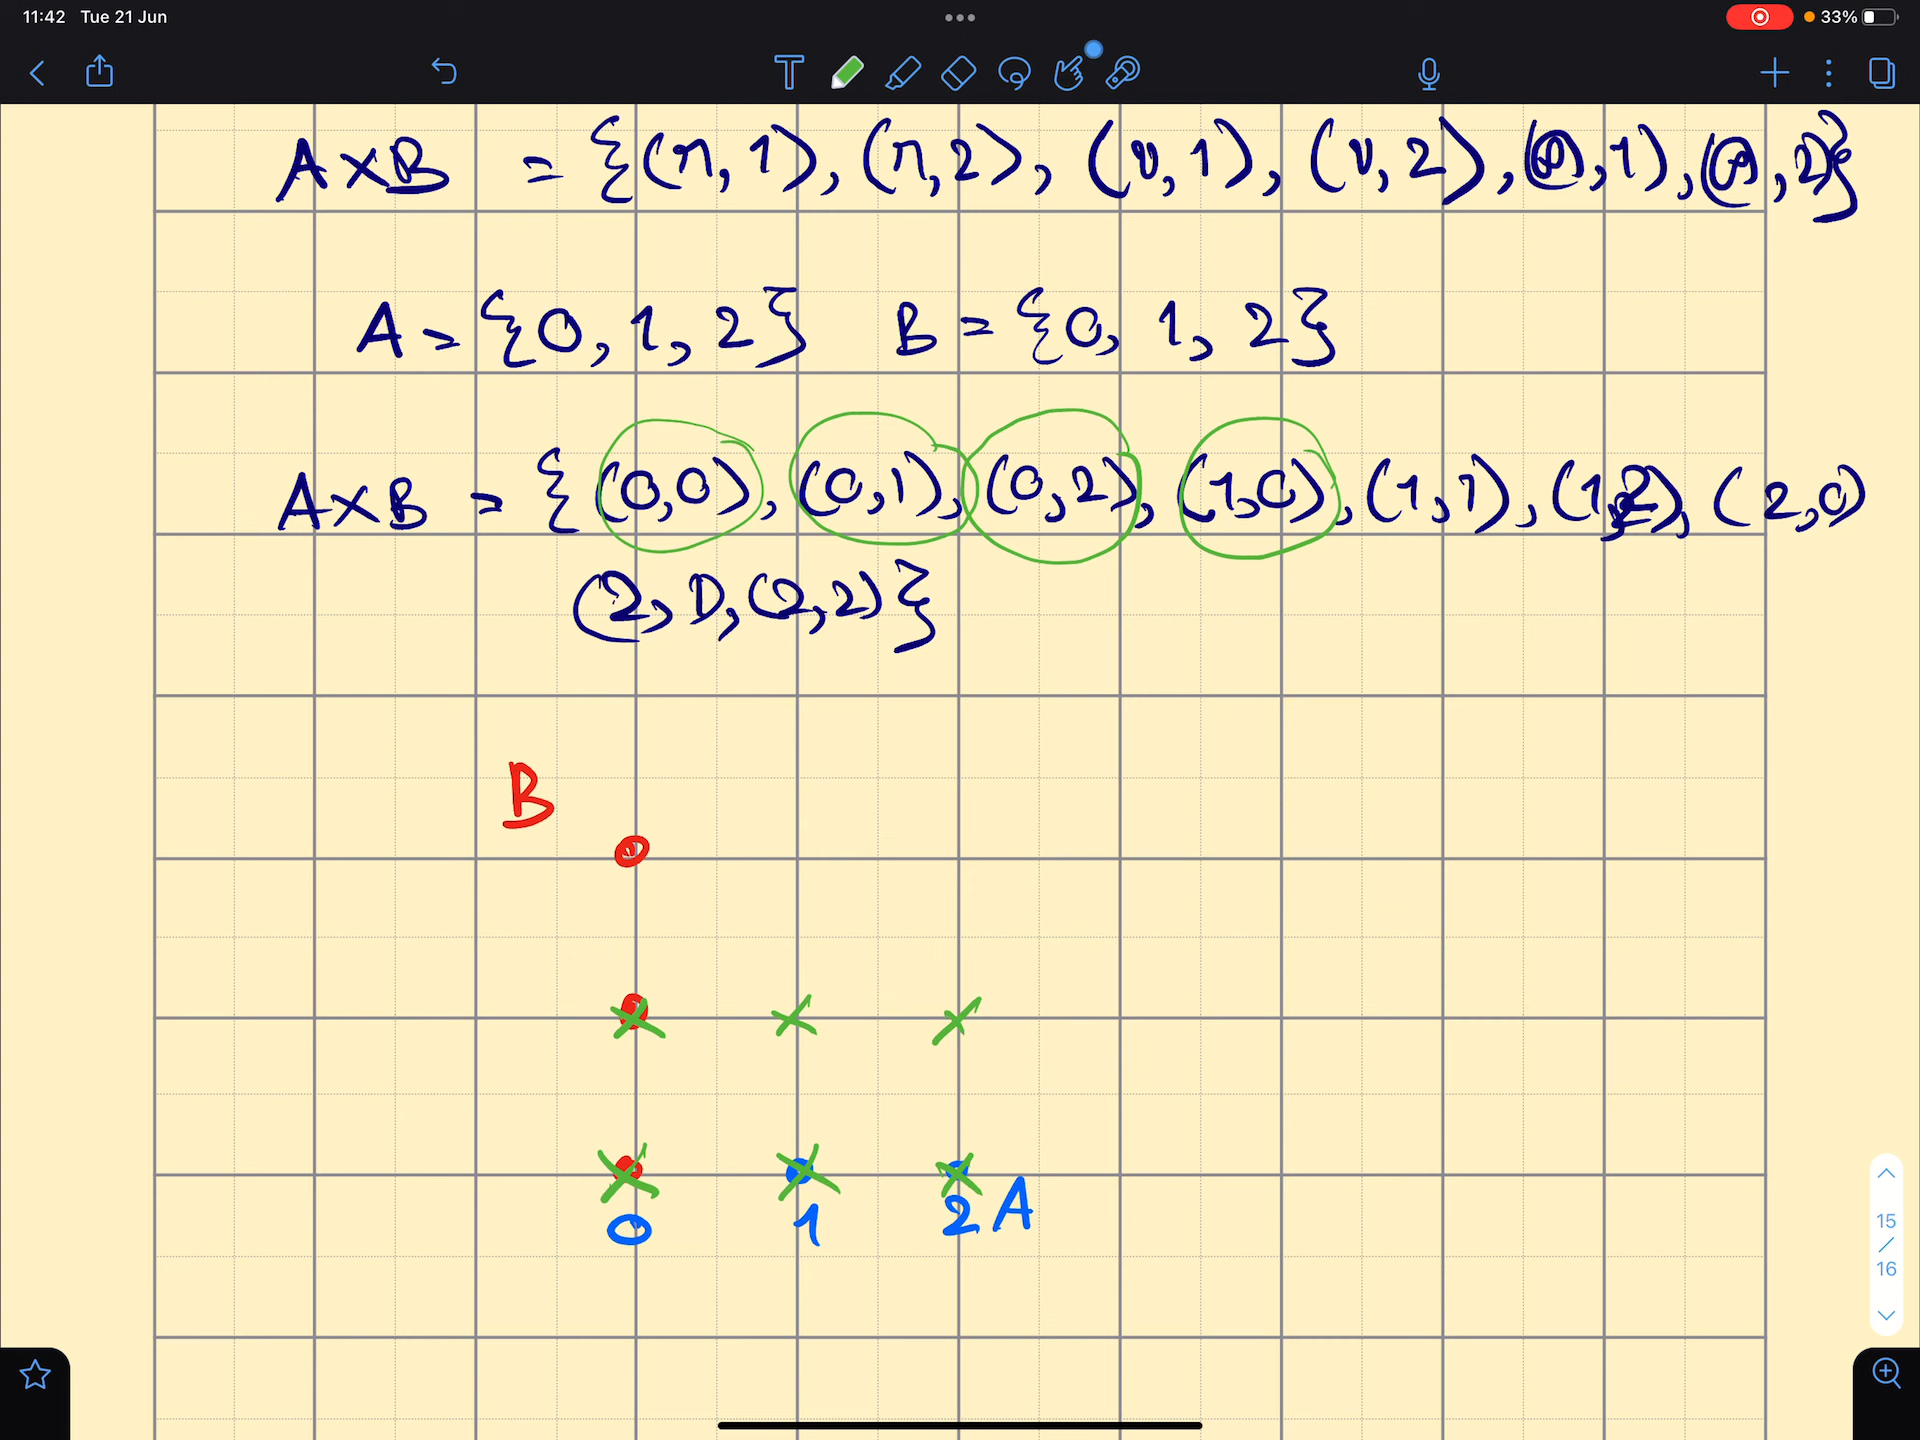 11:42 Tue 21 Jun
33%
A×B = {(r,1), (r,2), (v,1), (v,2), (o,1), (o,2)}
A = {0, 1, 2} B = {0, 1, 2}
A×B = { (0,0), (0,1), (0,2), (1,0), (1,1), (1,2), (2,0)
(2,1), (2,2) }
B
0 1 2 A
15
/
16